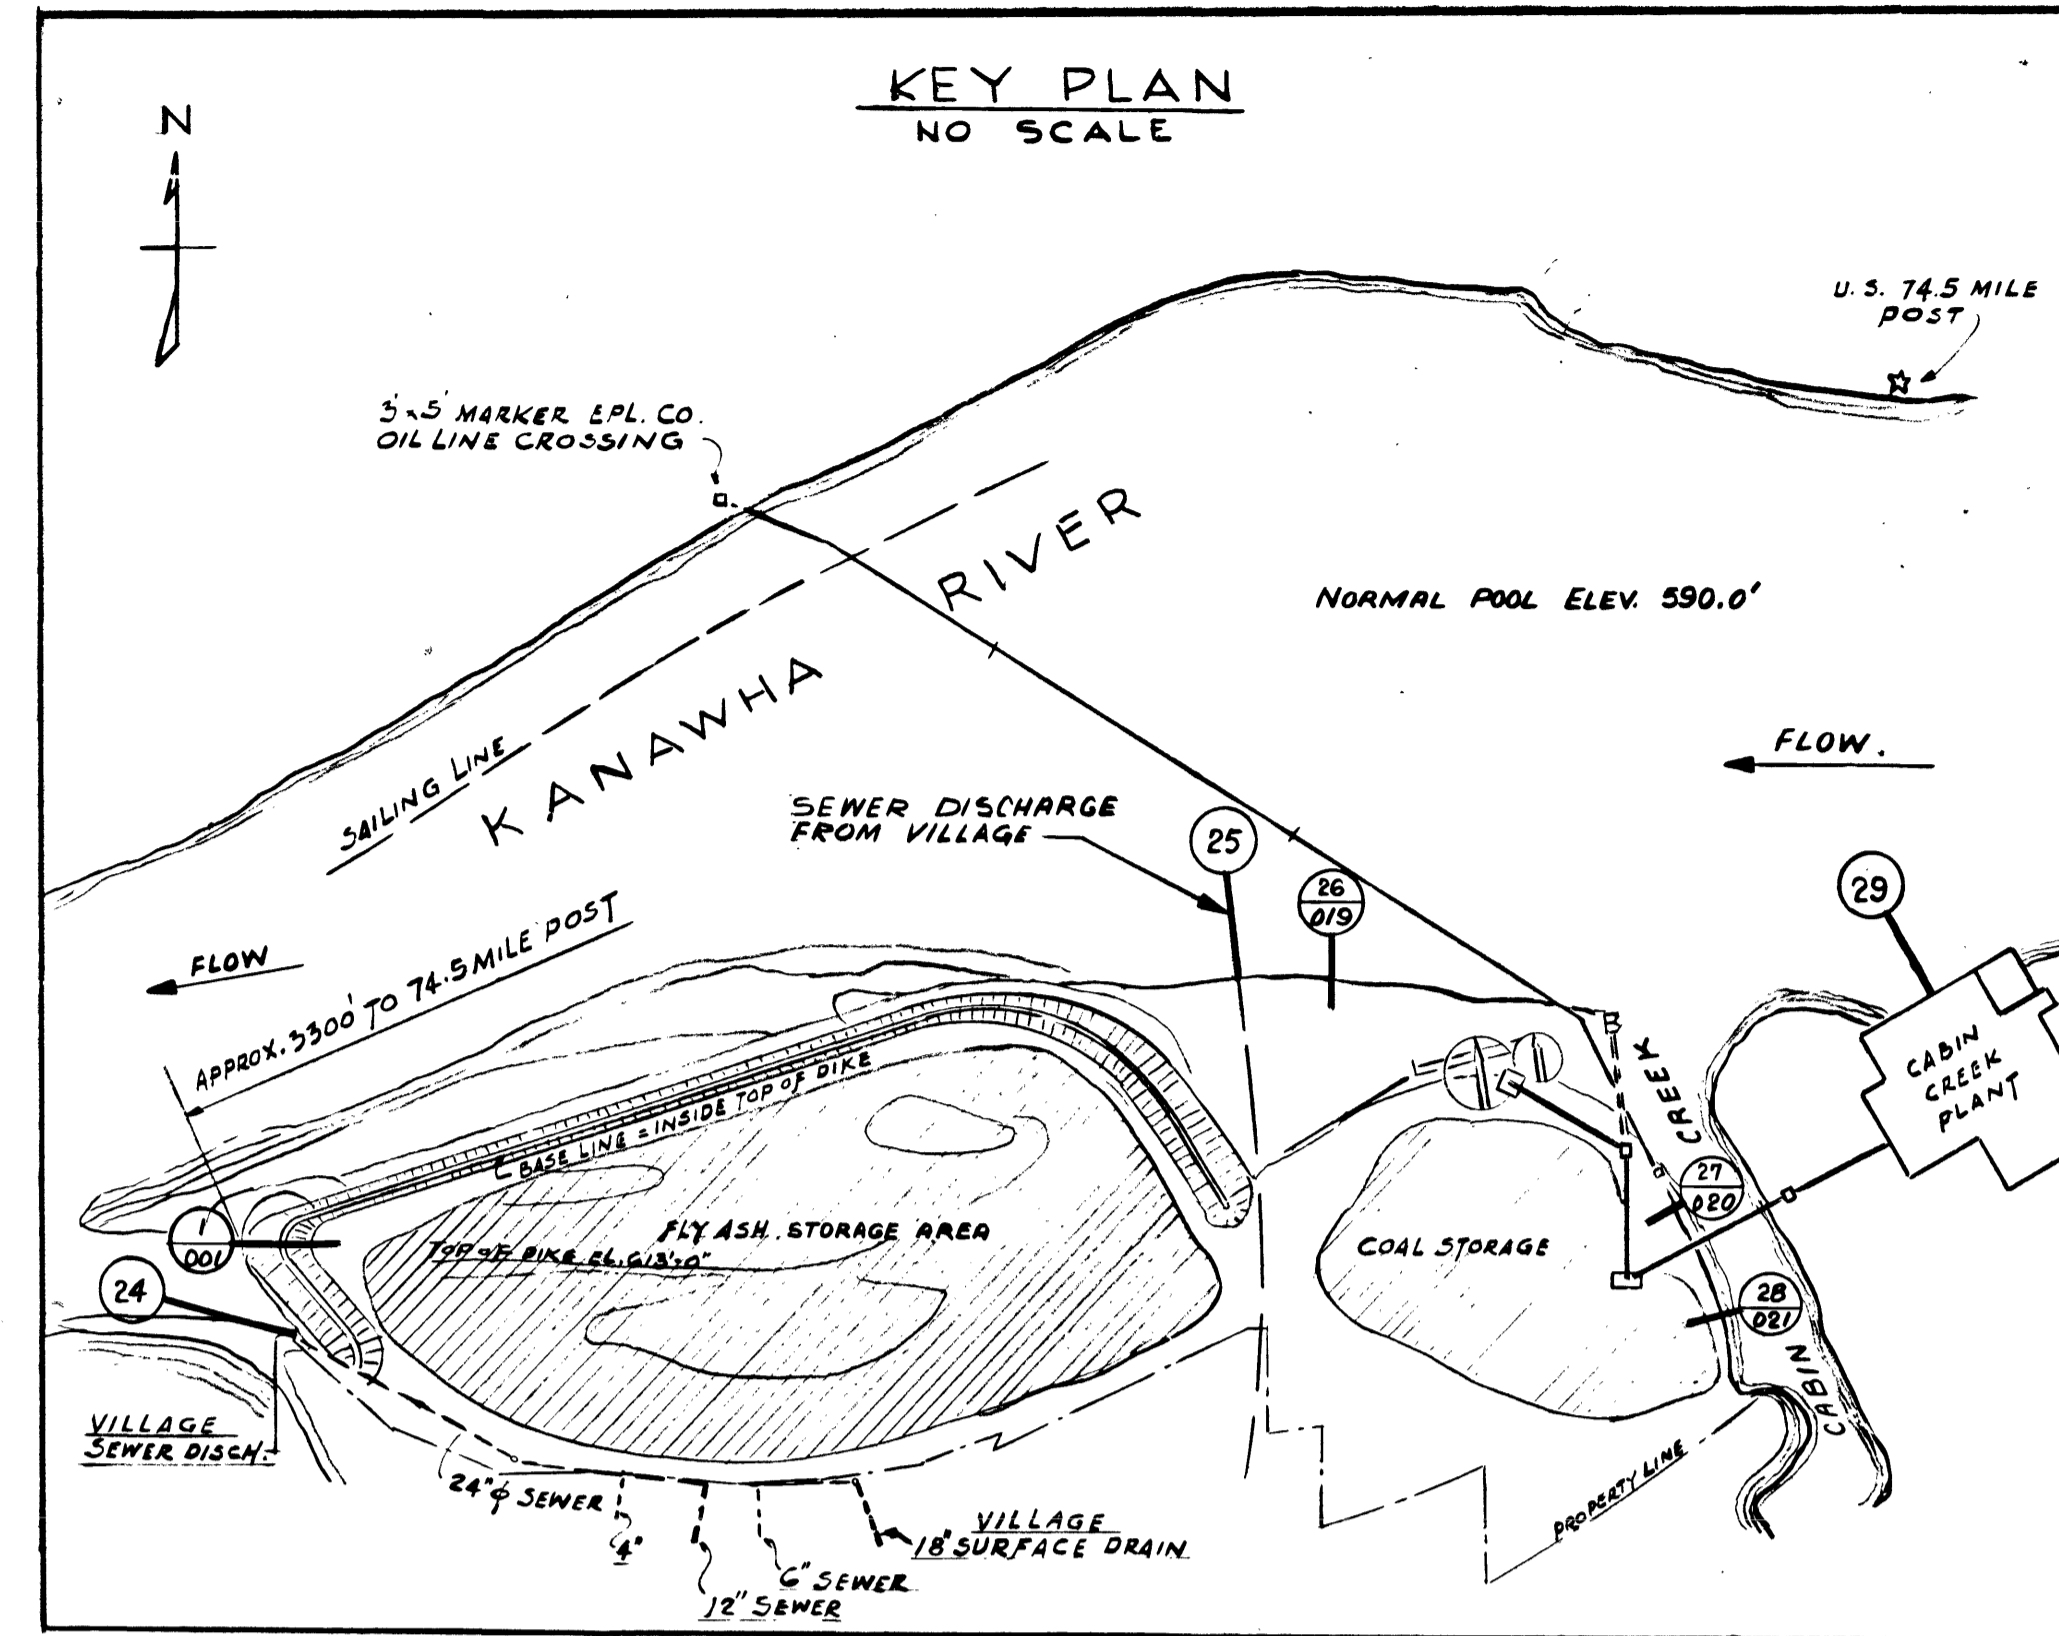 KEY PLAN
NO SCALE
N
U. S. 74.5 MILE
POST
3'x5' MARKER EPL. CO.
OIL LINE CROSSING
KANAWHA RIVER
NORMAL POOL ELEV. 590.0'
SAILING LINE
FLOW.
SEWER DISCHARGE
FROM VILLAGE
25
26
019
29
FLOW
APPROX. 3300' TO 74.5 MILE POST
CABIN
CREEK
PLANT
BASE LINE = INSIDE TOP OF DIKE
CABIN CREEK
27
020
1
001
FLY ASH STORAGE AREA
TOP OF DIKE EL. 613'-0"
COAL STORAGE
24
28
021
VILLAGE
SEWER DISCH.
24"φ SEWER
4"
VILLAGE
18" SURFACE DRAIN
6" SEWER
12" SEWER
PROPERTY LINE